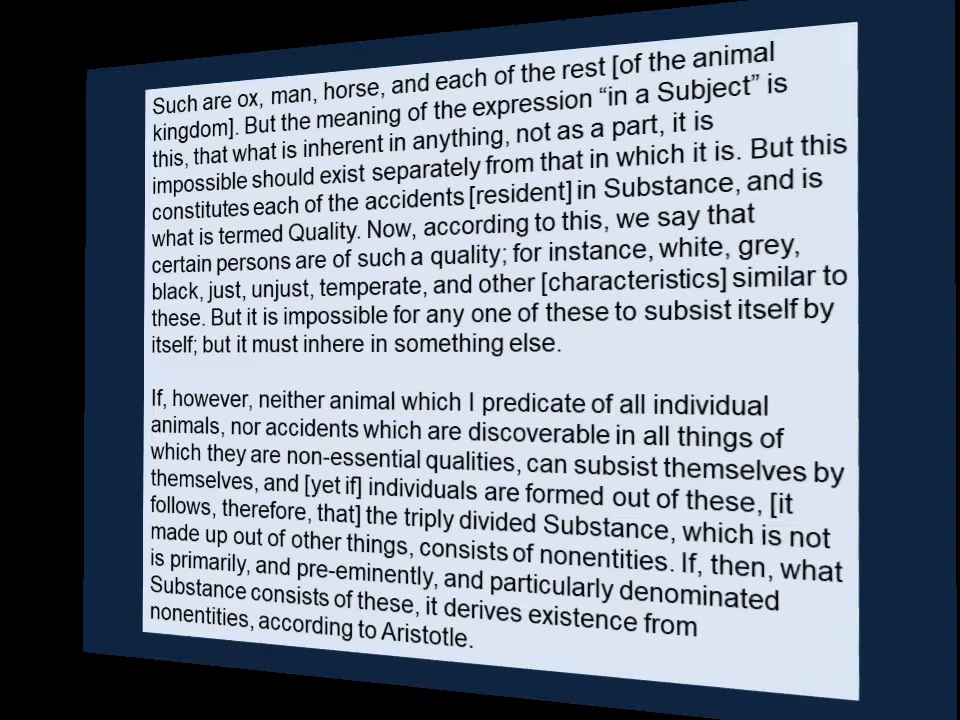 Such are ox, man, horse, and each of the rest [of the animal
kingdom]. But the meaning of the expression “in a Subject” is
this, that what is inherent in anything, not as a part, it is
impossible should exist separately from that in which it is. But this
constitutes each of the accidents [resident] in Substance, and is
what is termed Quality. Now, according to this, we say that
certain persons are of such a quality; for instance, white, grey,
black, just, unjust, temperate, and other [characteristics] similar to
these. But it is impossible for any one of these to subsist itself by
itself; but it must inhere in something else.
If, however, neither animal which I predicate of all individual
animals, nor accidents which are discoverable in all things of
which they are non-essential qualities, can subsist themselves by
themselves, and [yet if] individuals are formed out of these, [it
follows, therefore, that] the triply divided Substance, which is not
made up out of other things, consists of nonentities. If, then, what
is primarily, and pre-eminently, and particularly denominated
Substance consists of these, it derives existence from
nonentities, according to Aristotle.